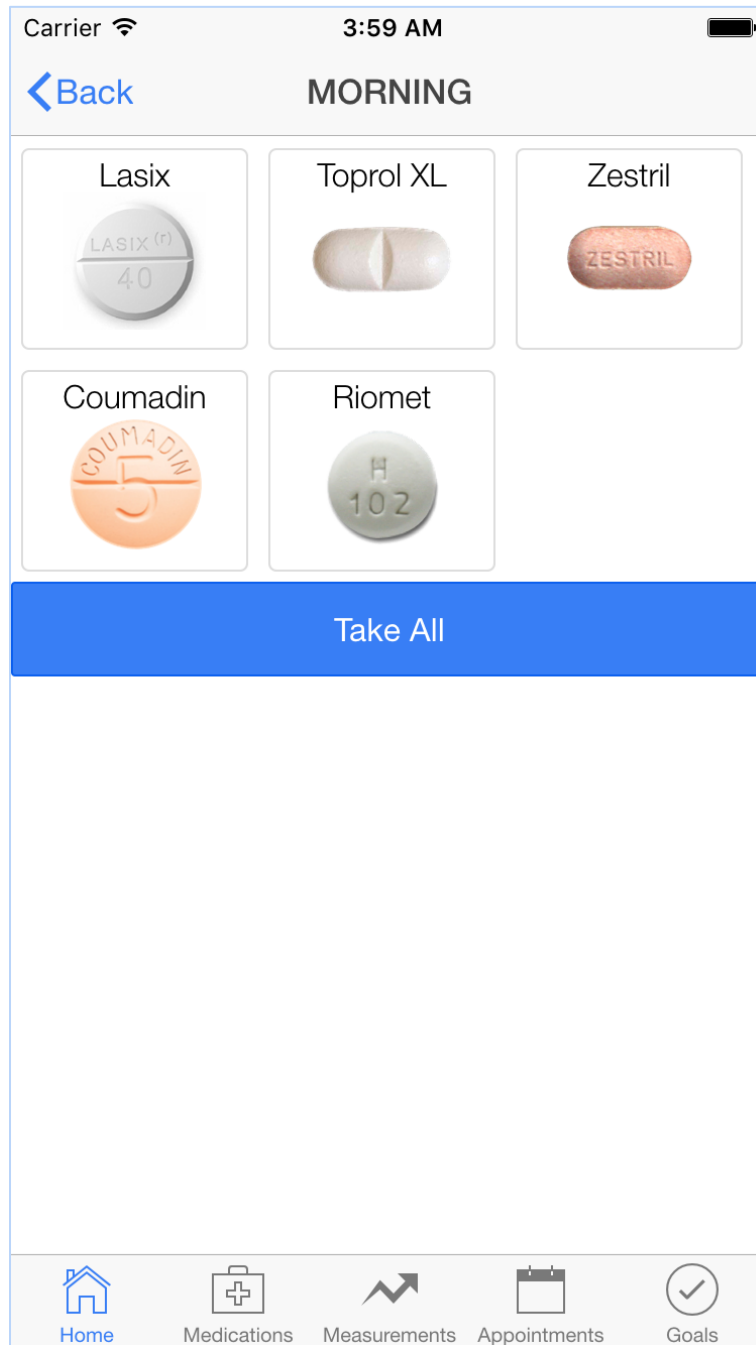 Carrier 3:59 AM
Back MORNING
Lasix Toprol XL Zestril
LASIX (r)
40
ZESTRIL
Coumadin Riomet
COUMADIN
5
H
102
Take All
Home Medications Measurements Appointments Goals